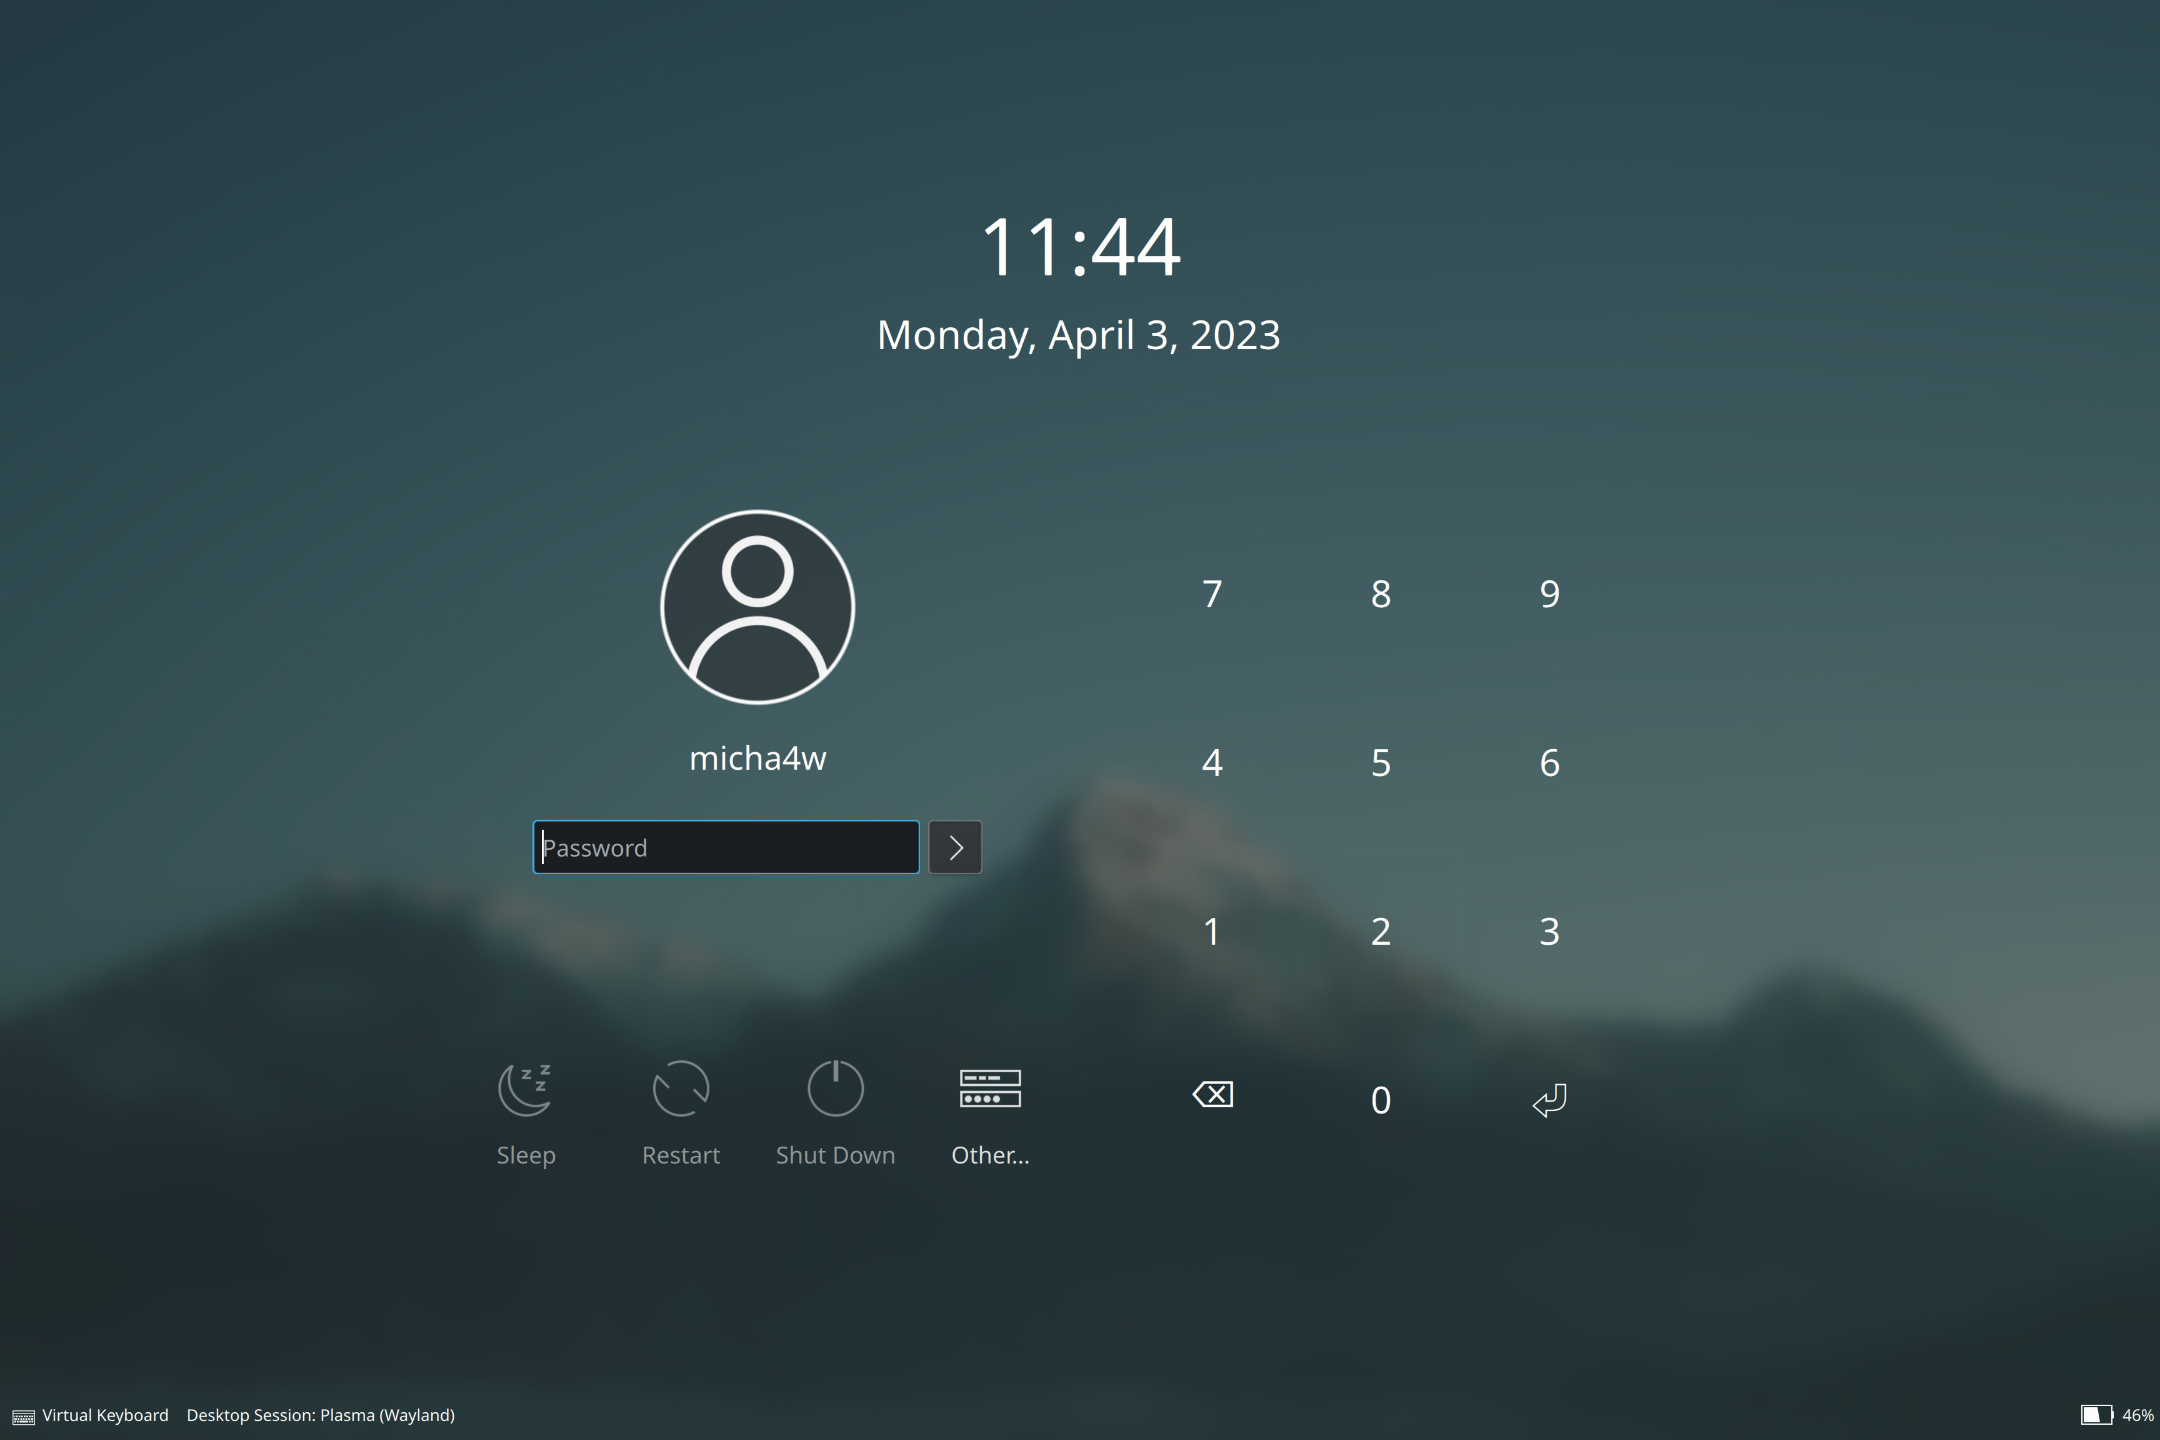 11:44
Monday, April 3, 2023
micha4w
Password
7 8 9
4 5 6
1 2 3
0
z z z
Sleep Restart Shut Down Other...
Virtual Keyboard Desktop Session: Plasma (Wayland) 46%